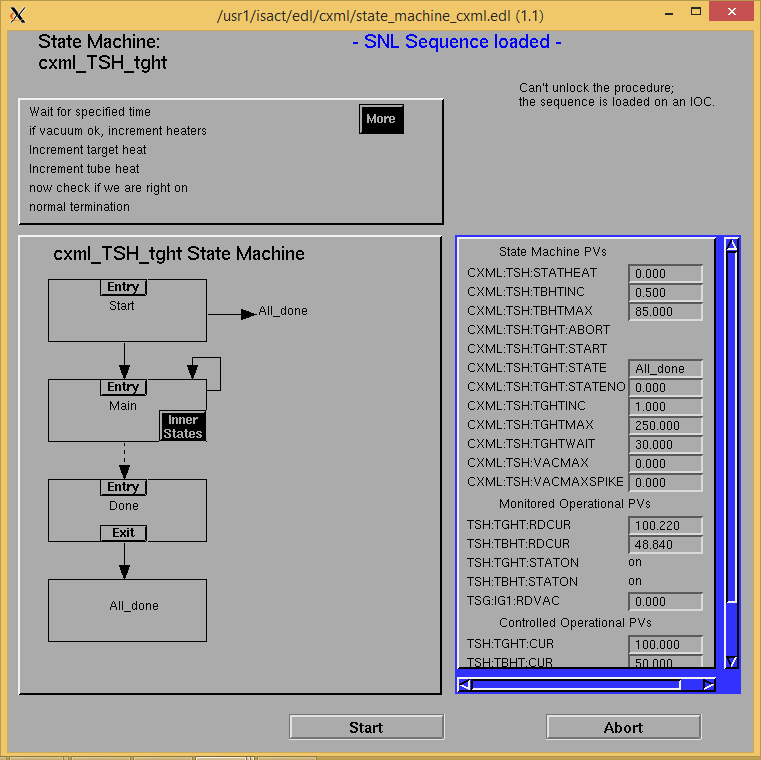 /usr1/isact/edl/cxml/state_machine_cxml.edl (1.1)
State Machine:
cxml_TSH_tght
- SNL Sequence loaded -
Can't unlock the procedure;
the sequence is loaded on an IOC.
Wait for specified time
if vacuum ok, increment heaters
Increment target heat
Increment tube heat
now check if we are right on
normal termination
More
cxml_TSH_tght State Machine
Entry
Start
All_done
Entry
Main
Inner
States
Entry
Done
Exit
All_done
State Machine PVs
CXML:TSH:STATHEAT 0.000
CXML:TSH:TBHTINC 0.500
CXML:TSH:TBHTMAX 85.000
CXML:TSH:TGHT:ABORT
CXML:TSH:TGHT:START
CXML:TSH:TGHT:STATE All_done
CXML:TSH:TGHT:STATENO 0.000
CXML:TSH:TGHTINC 1.000
CXML:TSH:TGHTMAX 250.000
CXML:TSH:TGHTWAIT 30.000
CXML:TSH:VACMAX 0.000
CXML:TSH:VACMAXSPIKE 0.000
Monitored Operational PVs
TSH:TGHT:RDCUR 100.220
TSH:TBHT:RDCUR 48.840
TSH:TGHT:STATON on
TSH:TBHT:STATON on
TSG:IG1:RDVAC 0.000
Controlled Operational PVs
TSH:TGHT:CUR 100.000
TSH:TBHT:CUR 50.000
Start
Abort